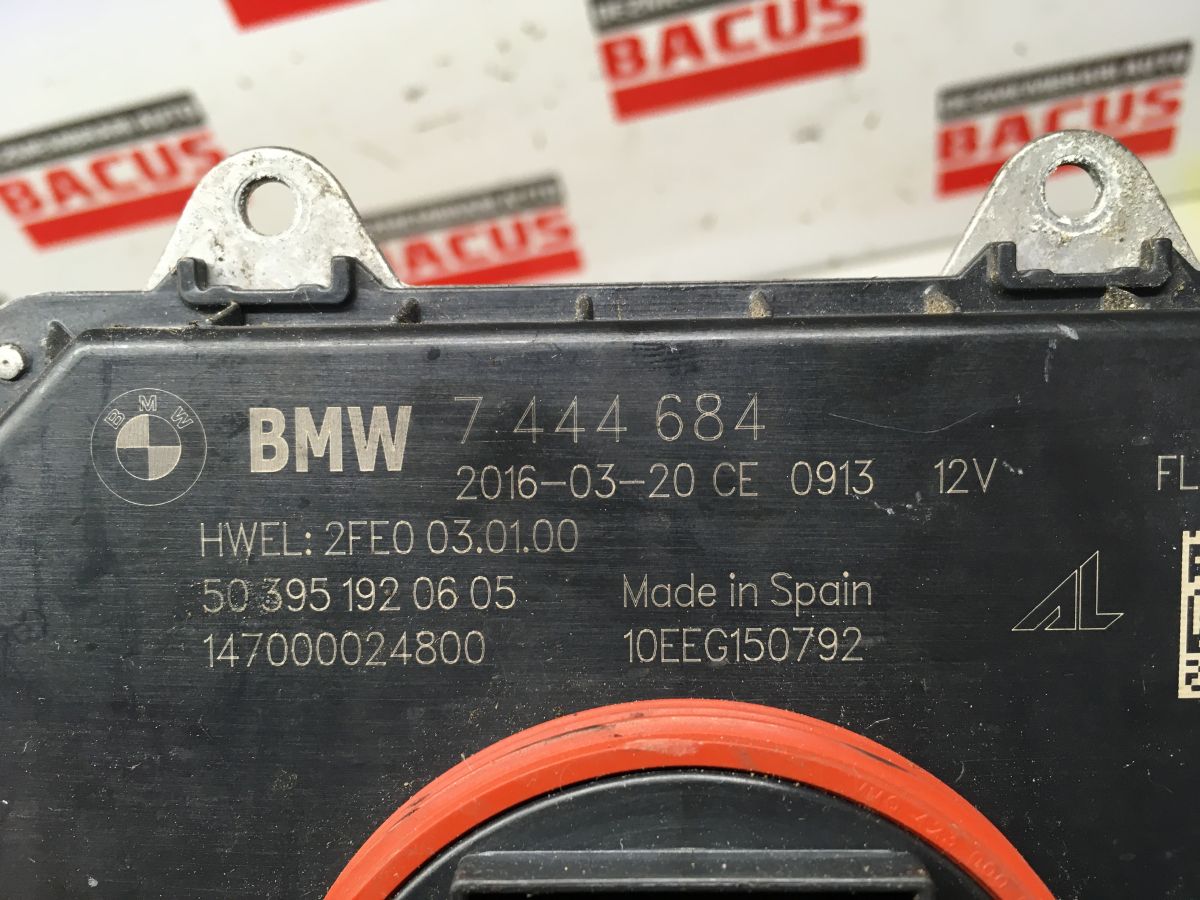 BACUS
BACUS
BACUS
BACUS
BMW
BMW 7 444 684
2016-03-20 CE 0913 12V FL
HWEL: 2FE0 03.01.00
50 395 192 06 05 Made in Spain
147000024800 10EEG150792
AL